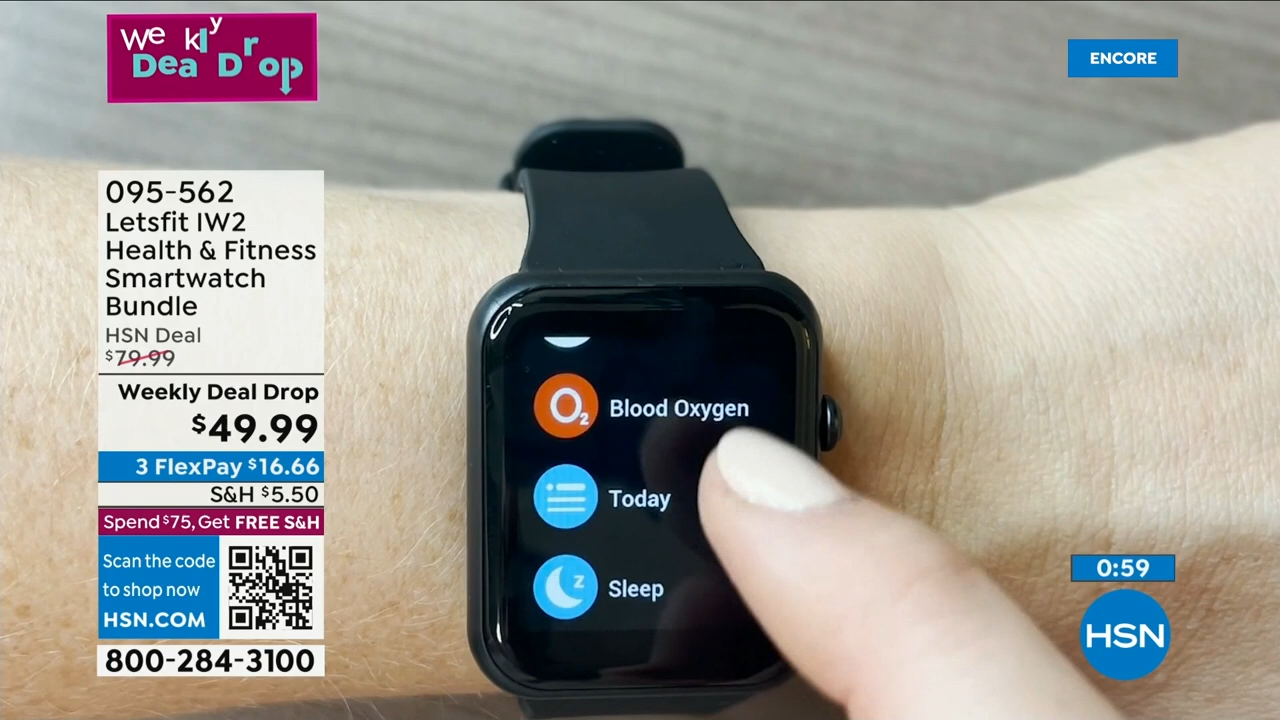 Weekly
Deal Drop
ENCORE
095-562
Letsfit IW2
Health & Fitness
Smartwatch
Bundle
HSN Deal
$79.99
Weekly Deal Drop
$49.99
3 FlexPay $16.66
S&H $5.50
Spend $75, Get FREE S&H
Scan the code
to shop now
HSN.COM
800-284-3100
O2 Blood Oxygen
Today
z Sleep
0:59
HSN